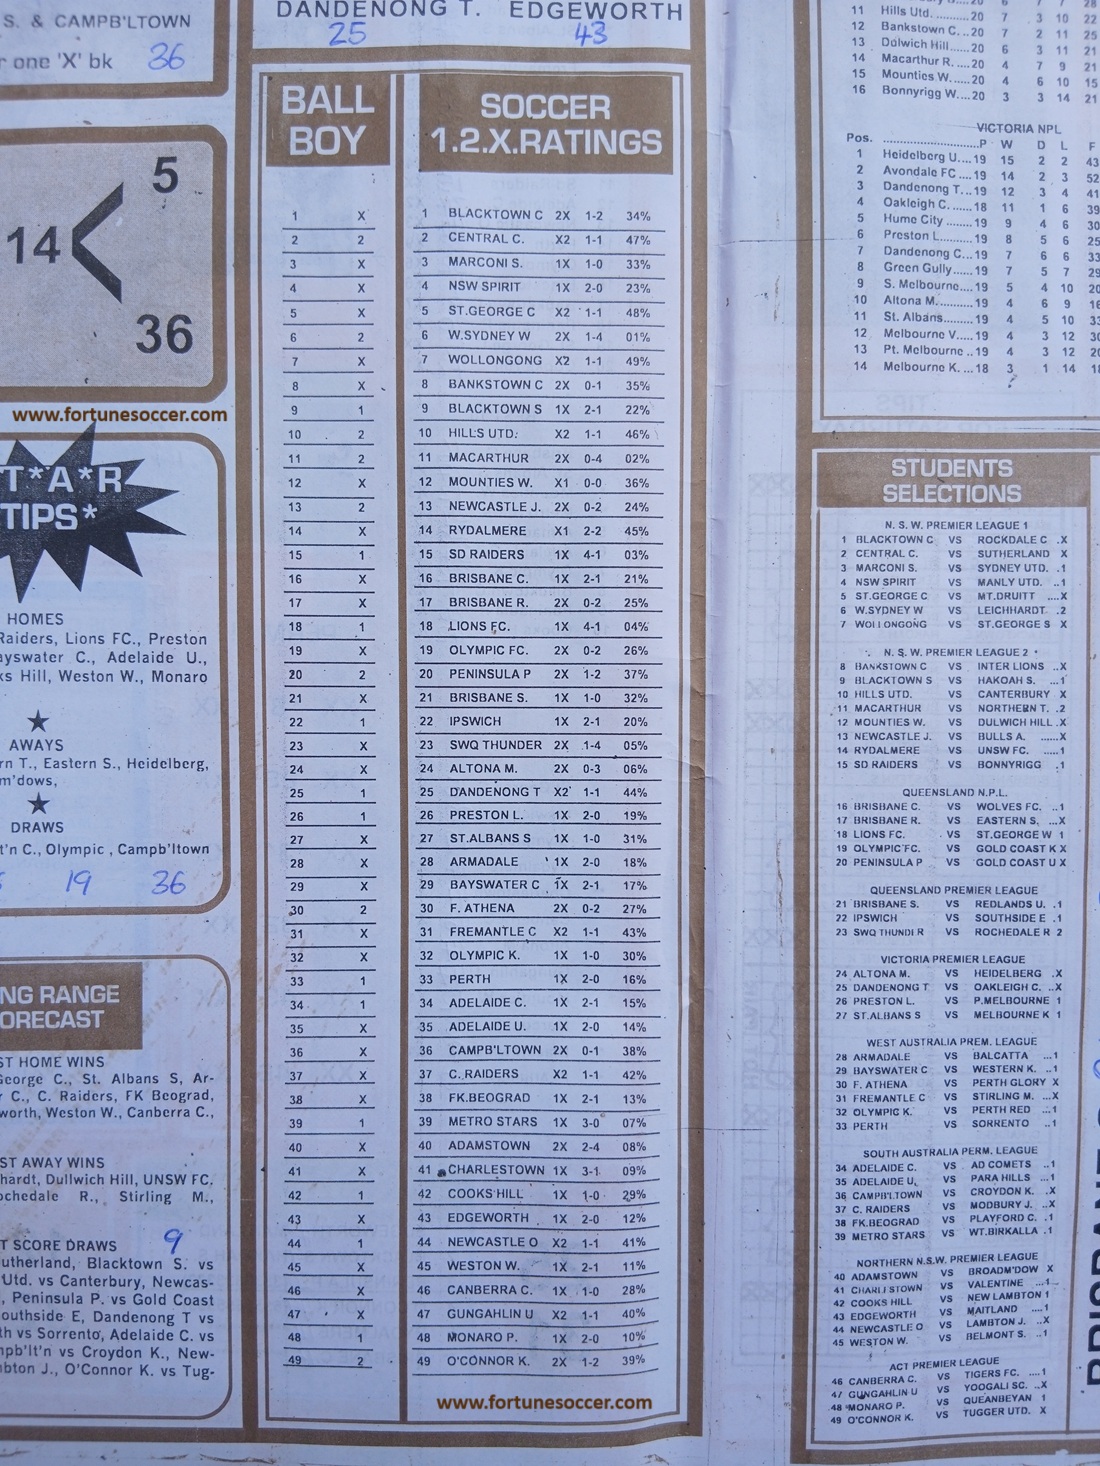 S. & CAMPB'LTOWN
r one 'X' bk 36
5
14
36
www.fortunesoccer.com
T*A*R
TIPS*
HOMES
Raiders, Lions FC., Preston
ayswater C., Adelaide U.,
ks Hill, Weston W., Monaro
AWAYS
rn T., Eastern S., Heidelberg,
m'dows,
DRAWS
t'n C., Olympic , Campb'ltown
19 36
NG RANGE
ORECAST
ST HOME WINS
George C., St. Albans S, Ar-
r C., C. Raiders, FK Beograd,
worth, Weston W., Canberra C.,
ST AWAY WINS
hardt, Dullwich Hill, UNSW FC.
ochedale R., Stirling M.,
T SCORE DRAWS 9
utherland, Blacktown S. vs
Utd. vs Canterbury, Newcas-
, Peninsula P. vs Gold Coast
outhside E, Dandenong T vs
th vs Sorrento, Adelaide C. vs
mpb'lt'n vs Croydon K., New-
mbton J., O'Connor K. vs Tug-
DANDENONG T. EDGEWORTH
25 43
BALL
BOY
1 X
2 2
3 X
4 X
5 X
6 2
7 X
8 X
9 1
10 2
11 2
12 X
13 2
14 X
15 1
16 X
17 X
18 1
19 X
20 2
21 X
22 1
23 X
24 X
25 1
26 1
27 X
28 X
29 X
30 2
31 X
32 X
33 1
34 1
35 X
36 X
37 X
38 X
39 1
40 X
41 X
42 1
43 X
44 1
45 X
46 X
47 X
48 1
49 2
SOCCER
1.2.X.RATINGS
1 BLACKTOWN C 2X 1-2 34%
2 CENTRAL C. X2 1-1 47%
3 MARCONI S. 1X 1-0 33%
4 NSW SPIRIT 1X 2-0 23%
5 ST.GEORGE C X2 1-1 48%
6 W.SYDNEY W 2X 1-4 01%
7 WOLLONGONG X2 1-1 49%
8 BANKSTOWN C 2X 0-1 35%
9 BLACKTOWN S 1X 2-1 22%
10 HILLS UTD. X2 1-1 46%
11 MACARTHUR 2X 0-4 02%
12 MOUNTIES W. X1 0-0 36%
13 NEWCASTLE J. 2X 0-2 24%
14 RYDALMERE X1 2-2 45%
15 SD RAIDERS 1X 4-1 03%
16 BRISBANE C. 1X 2-1 21%
17 BRISBANE R. 2X 0-2 25%
18 LIONS FC. 1X 4-1 04%
19 OLYMPIC FC. 2X 0-2 26%
20 PENINSULA P 2X 1-2 37%
21 BRISBANE S. 1X 1-0 32%
22 IPSWICH 1X 2-1 20%
23 SWQ THUNDER 2X 1-4 05%
24 ALTONA M. 2X 0-3 06%
25 DANDENONG T X2 1-1 44%
26 PRESTON L. 1X 2-0 19%
27 ST.ALBANS S 1X 1-0 31%
28 ARMADALE 1X 2-0 18%
29 BAYSWATER C 1X 2-1 17%
30 F. ATHENA 2X 0-2 27%
31 FREMANTLE C X2 1-1 43%
32 OLYMPIC K. 1X 1-0 30%
33 PERTH 1X 2-0 16%
34 ADELAIDE C. 1X 2-1 15%
35 ADELAIDE U. 1X 2-0 14%
36 CAMPB'LTOWN 2X 0-1 38%
37 C.RAIDERS X2 1-1 42%
38 FK.BEOGRAD 1X 2-1 13%
39 METRO STARS 1X 3-0 07%
40 ADAMSTOWN 2X 2-4 08%
41 CHARLESTOWN 1X 3-1 09%
42 COOKS HILL 1X 1-0 29%
43 EDGEWORTH 1X 2-0 12%
44 NEWCASTLE O X2 1-1 41%
45 WESTON W. 1X 2-1 11%
46 CANBERRA C. 1X 1-0 28%
47 GUNGAHLIN U X2 1-1 40%
48 MONARO P. 1X 2-0 10%
49 O'CONNOR K. 2X 1-2 39%
www.fortunesoccer.com
11 Hills Utd. ......20 7 3 10 22
12 Bankstown C. ..20 7 2 11 25
13 Dulwich Hill.....20 6 3 11 21
14 Macarthur R. ....20 4 7 9 21
15 Mounties W. ....20 4 6 10 15
16 Bonnyrigg W....20 3 3 14 21
VICTORIA NPL
Pos. ....................P W D L F
1 Heidelberg U....19 15 2 2 43
2 Avondale FC ....19 14 2 3 52
3 Dandenong T...19 12 3 4 41
4 Oakleigh C. ......18 11 1 6 39
5 Hume City .......19 9 4 6 30
6 Preston L..........19 8 5 6 25
7 Dandenong C...19 7 6 6 33
8 Green Gully......19 7 5 7 29
9 S. Melbourne....19 5 4 10 20
10 Altona M...........19 4 6 9 16
11 St. Albans.........19 4 5 10 33
12 Melbourne V.....19 4 3 12 30
13 Pt. Melbourne ..19 4 3 12 20
14 Melbourne K. ...18 3 1 14 18
STUDENTS
SELECTIONS
N. S. W. PREMIER LEAGUE 1
1 BLACKTOWN C VS ROCKDALE C .X
2 CENTRAL C. VS SUTHERLAND X
3 MARCONI S. VS SYDNEY UTD. .1
4 NSW SPIRIT VS MANLY UTD. ..1
5 ST.GEORGE C VS MT.DRUITT ....X
6 W.SYDNEY W VS LEICHHARDT .2
7 WOLLONGONG VS ST.GEORGE S X
N. S.W. PREMIER LEAGUE 2
8 BANKSTOWN C VS INTER LIONS ..X
9 BLACKTOWN S VS HAKOAH S. ...1
10 HILLS UTD. VS CANTERBURY X
11 MACARTHUR VS NORTHERN T. .2
12 MOUNTIES W. VS DULWICH HILL .X
13 NEWCASTLE J. VS BULLS A. ......X
14 RYDALMERE VS UNSW FC. .....1
15 SD RAIDERS VS BONNYRIGG .1
QUEENSLAND N.P.L.
16 BRISBANE C. VS WOLVES FC. ..1
17 BRISBANE R. VS EASTERN S, ...X
18 LIONS FC. VS ST.GEORGE W 1
19 OLYMPIC FC. VS GOLD COAST K X
20 PENINSULA P VS GOLD COAST U X
QUEENSLAND PREMIER LEAGUE
21 BRISBANE S. VS REDLANDS U. .1
22 IPSWICH VS SOUTHSIDE E .1
23 SWQ THUNDER VS ROCHEDALE R 2
VICTORIA PREMIER LEAGUE
24 ALTONA M. VS HEIDELBERG .X
25 DANDENONG T VS OAKLEIGH C. ..X
26 PRESTON L. VS P.MELBOURNE 1
27 ST.ALBANS S VS MELBOURNE K 1
WEST AUSTRALIA PREM. LEAGUE
28 ARMADALE VS BALCATTA ...1
29 BAYSWATER C VS WESTERN K. ..1
30 F. ATHENA VS PERTH GLORY X
31 FREMANTLE C VS STIRLING M. ...X
32 OLYMPIC K. VS PERTH RED ...1
33 PERTH VS SORRENTO ..1
SOUTH AUSTRALIA PREM. LEAGUE
34 ADELAIDE C. VS AD COMETS ..1
35 ADELAIDE U. VS PARA HILLS ...1
36 CAMPB'LTOWN VS CROYDON K. .X
37 C. RAIDERS VS MODBURY J. ..X
38 FK.BEOGRAD VS PLAYFORD C. .1
39 METRO STARS VS WT.BIRKALLA .1
NORTHERN N.S.W. PREMIER LEAGUE
40 ADAMSTOWN VS BROADM'DOW X
41 CHARLESTOWN VS VALENTINE ...1
42 COOKS HILL VS NEW LAMBTON 1
43 EDGEWORTH VS MAITLAND ....1
44 NEWCASTLE O VS LAMBTON J. ..X
45 WESTON W. VS BELMONT S. ..1
ACT PREMIER LEAGUE
46 CANBERRA C. VS TIGERS FC. ....1
47 GUNGAHLIN U VS YOOGALI SC. ..X
48 MONARO P. VS QUEANBEYAN 1
49 O'CONNOR K. VS TUGGER UTD. X